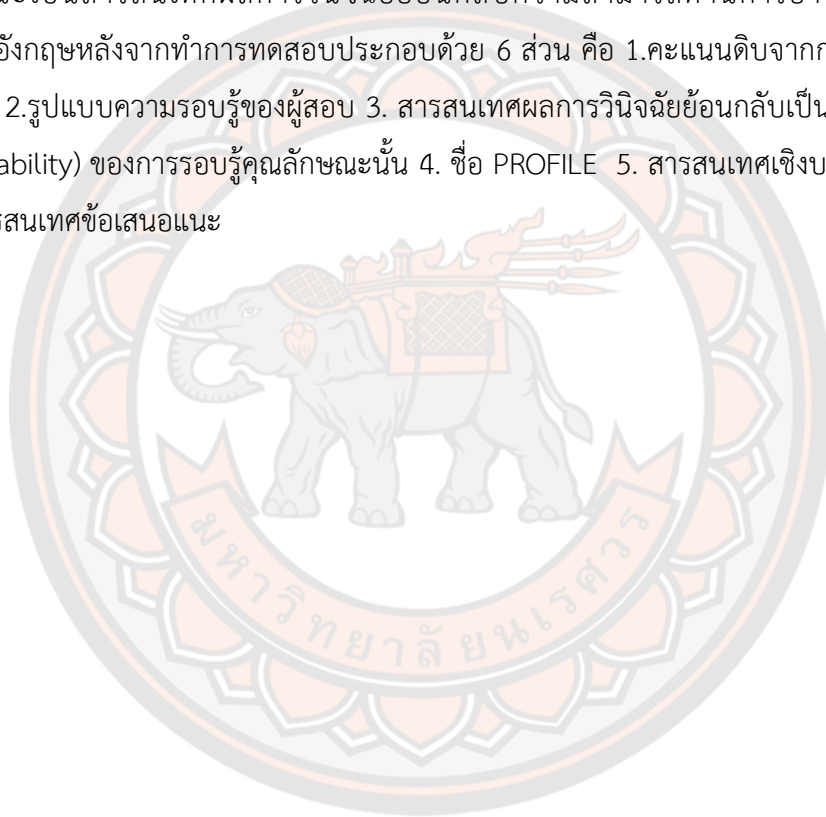 อังกฤษหลังจากทำการทดสอบประกอบด้วย 6 ส่วน คือ 1.คะแนนดิบจาก
2.รูปแบบความรอบรู้ของผู้สอบ 3. สารสนเทศผลการวินิจฉัยย้อนกลับเป็น
ability) ของการรอบรู้คุณลักษณะนั้น 4. ชื่อ PROFILE 5. สารสนเทศเชิงบ
รสนเทศข้อเสนอแนะ
มหาวิทยาลัยนเรศวร